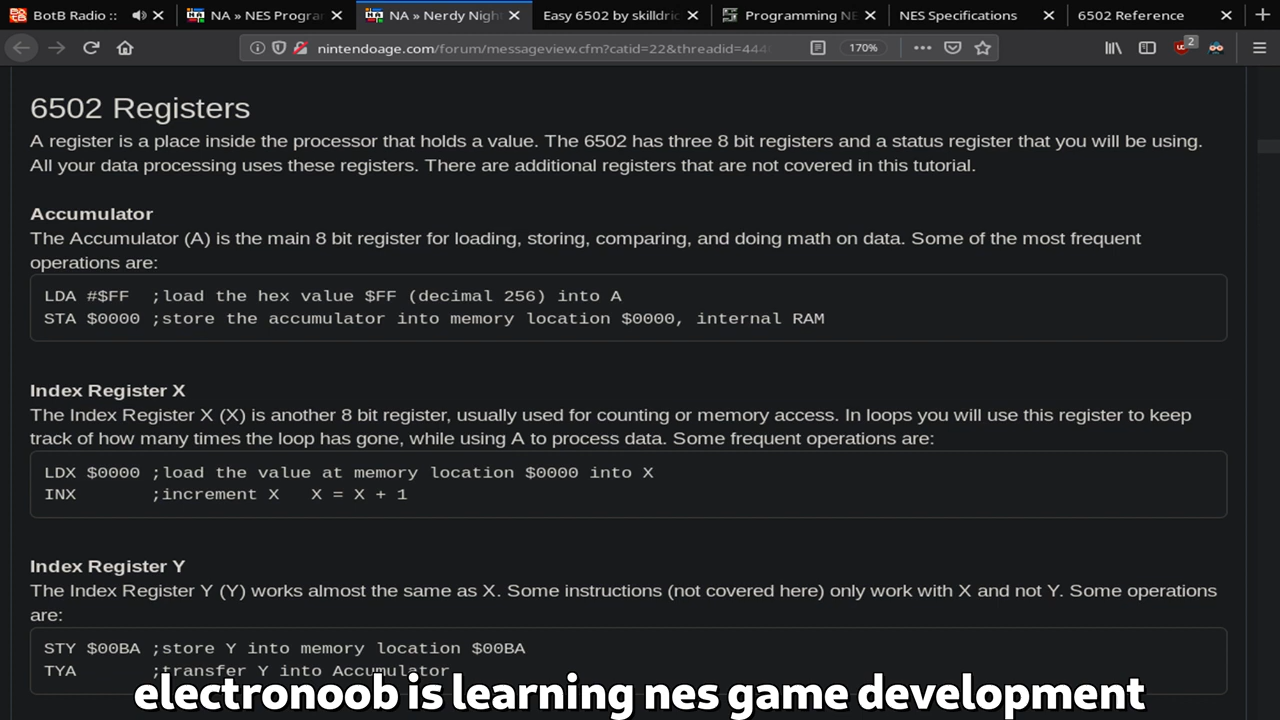 BotB Radio ::
NA » NES Progra
NA » Nerdy Nigh
Easy 6502 by skilldric
Programming NE
NES Specifications
6502 Reference
nintendoage.com/forum/messageview.cfm?catid=22&threadid=444
170%
2
6502 Registers
A register is a place inside the processor that holds a value. The 6502 has three 8 bit registers and a status register that you will be using.
All your data processing uses these registers. There are additional registers that are not covered in this tutorial.
Accumulator
The Accumulator (A) is the main 8 bit register for loading, storing, comparing, and doing math on data. Some of the most frequent
operations are:
LDA #$FF  ;load the hex value $FF (decimal 256) into A
STA $0000 ;store the accumulator into memory location $0000, internal RAM
Index Register X
The Index Register X (X) is another 8 bit register, usually used for counting or memory access. In loops you will use this register to keep
track of how many times the loop has gone, while using A to process data. Some frequent operations are:
LDX $0000 ;load the value at memory location $0000 into X
INX       ;increment X   X = X + 1
Index Register Y
The Index Register Y (Y) works almost the same as X. Some instructions (not covered here) only work with X and not Y. Some operations
are:
STY $00BA ;store Y into memory location $00BA
TYA       ;transfer Y into Accumulator
electronoob is learning nes game development